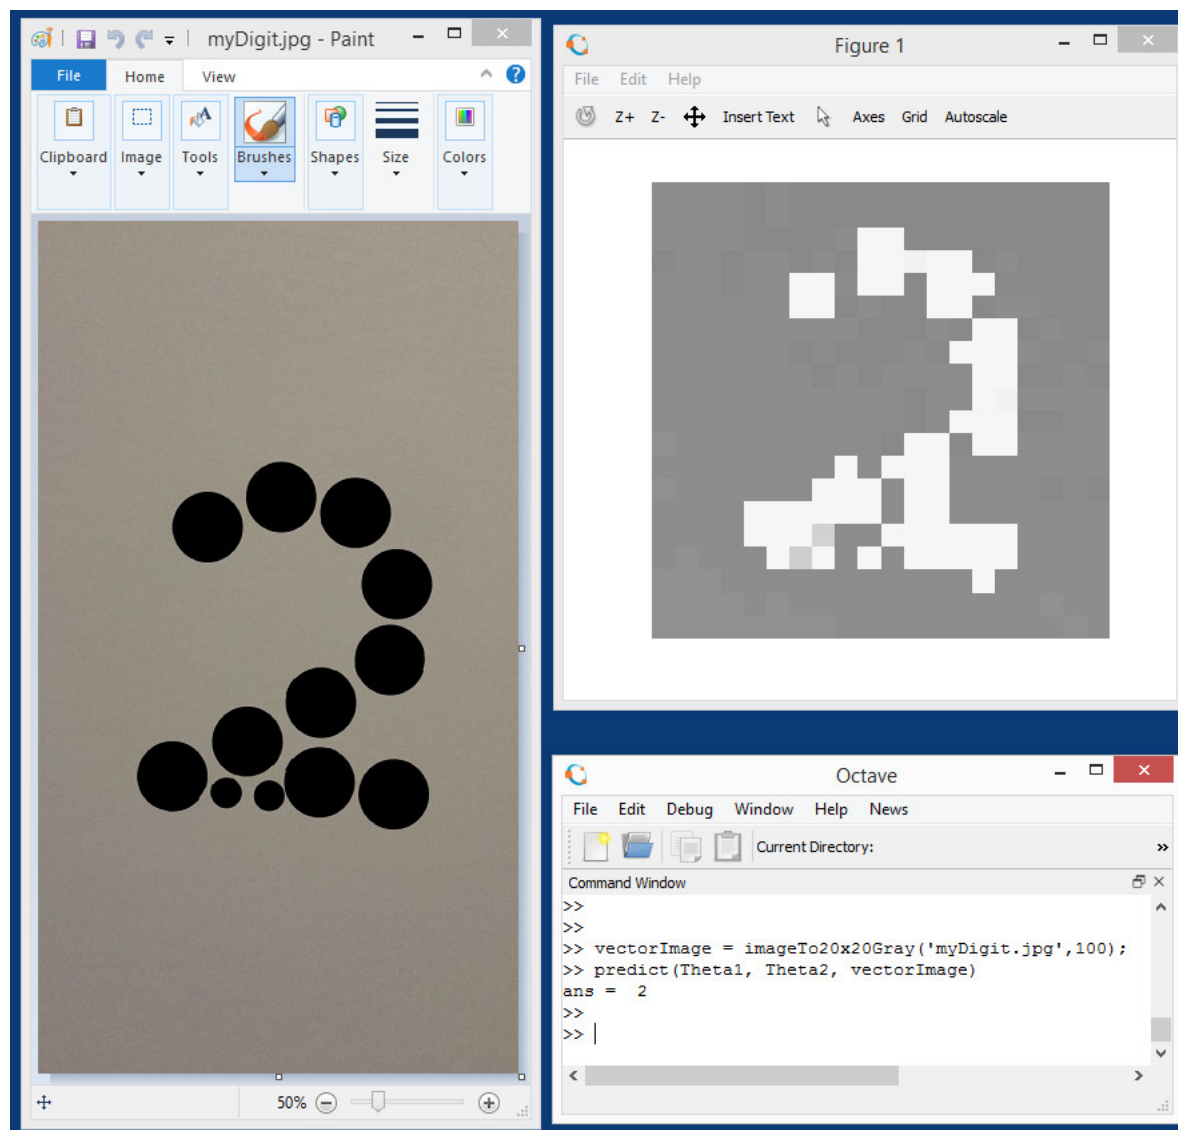 myDigit.jpg - Paint
File Home View
Clipboard Image Tools Brushes Shapes Size Colors
50%
Figure 1
File Edit Help
Z+ Z- Insert Text Axes Grid Autoscale
Octave
File Edit Debug Window Help News
Current Directory:
Command Window
>>
>>
>> vectorImage = imageTo20x20Gray('myDigit.jpg',100);
>> predict(Theta1, Theta2, vectorImage)
ans =  2
>>
>>